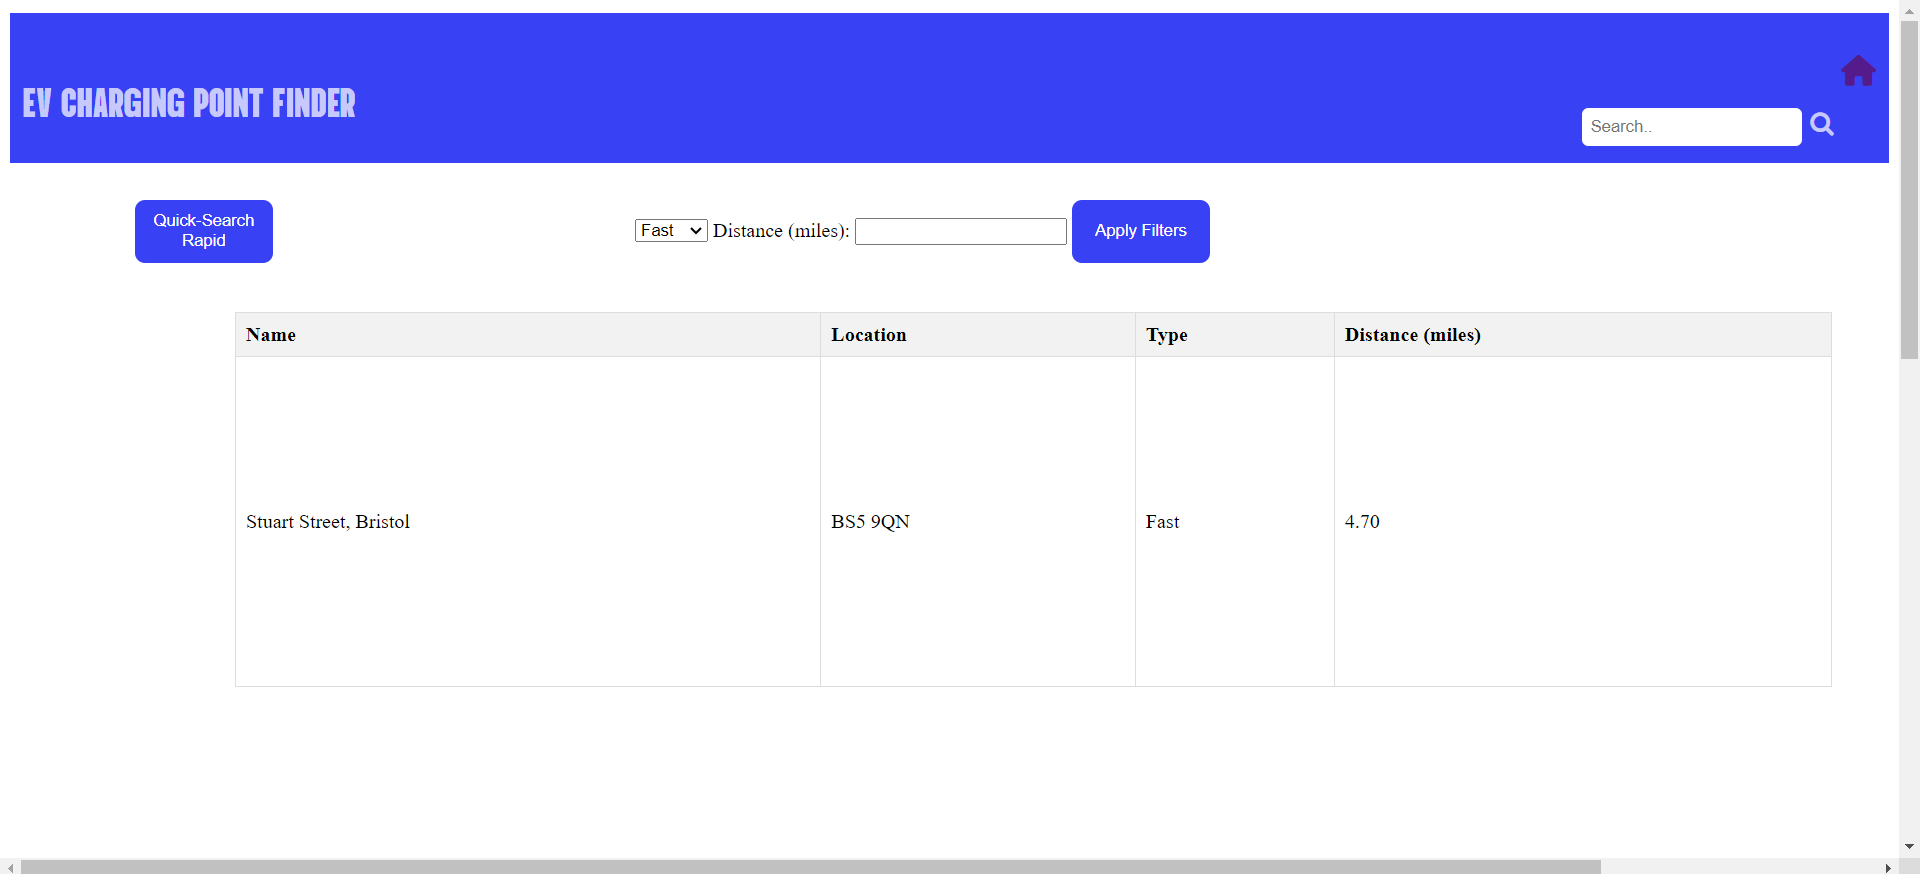 EV CHARGING POINT FINDER
Search..
Quick-Search
Rapid
Fast Distance (miles): Apply Filters
Name Location Type Distance (miles)
Stuart Street, Bristol BS5 9QN Fast 4.70